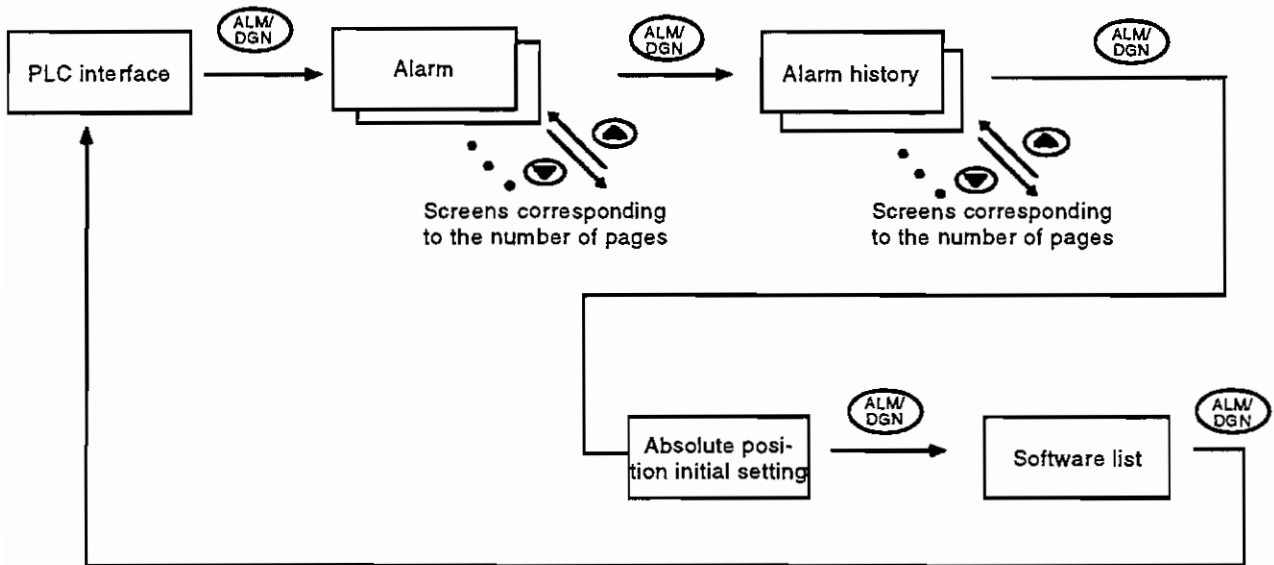 ALM/
DGN
ALM/
DGN
ALM/
DGN
PLC interface
Alarm
Alarm history
Screens corresponding
to the number of pages
Screens corresponding
to the number of pages
ALM/
DGN
ALM/
DGN
Absolute posi-
tion initial setting
Software list